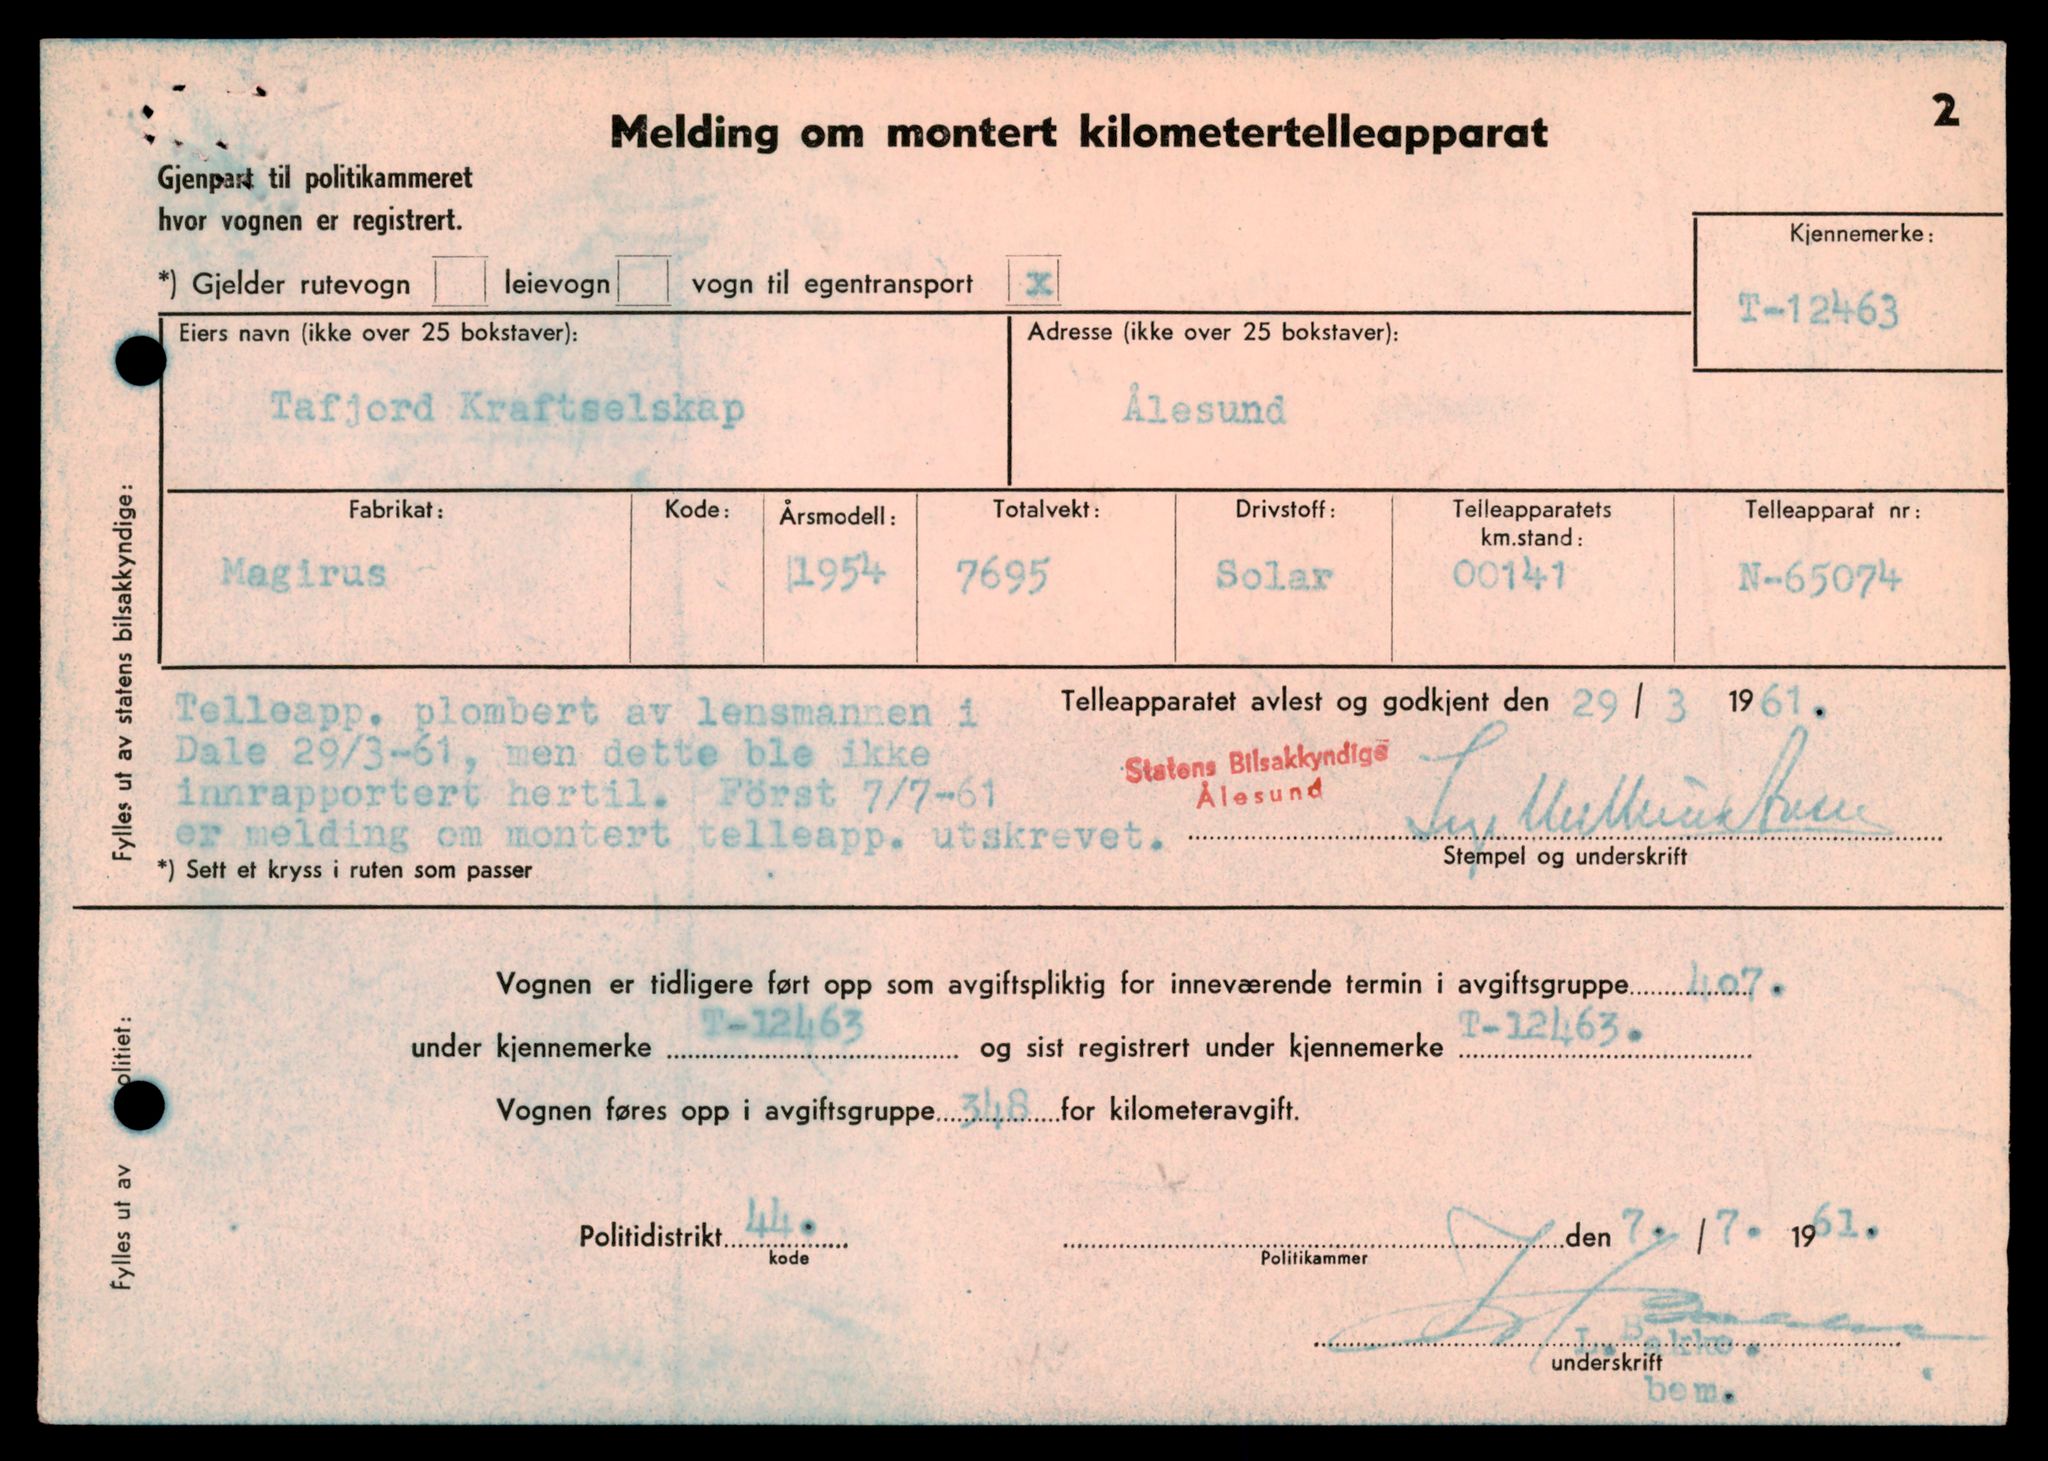 Melding om montert kilometertelleapparat
2
Gjenpart til politikammeret
hvor vognen er registrert.
*) Gjelder rutevogn leievogn vogn til egentransport x
Kjennemerke:
T-12463
Eiers navn (ikke over 25 bokstaver):
Tafjord Kraftselskap
Adresse (ikke over 25 bokstaver):
Ålesund
Fabrikat: Kode: Årsmodell: Totalvekt: Drivstoff: Telleapparatets Telleapparat nr:
km.stand:
Magirus 1954 7695 Solar 00141 N-65074
Fylles ut av statens bilsakkyndige:
Telleapp. plombert av lensmannen i
Dale 29/3-61, men dette ble ikke
innrapportert hertil. Först 7/7-61
er melding om montert telleapp. utskrevet.
*) Sett et kryss i ruten som passer
Telleapparatet avlest og godkjent den 29 / 3 1961.
Statens Bilsakkyndige
Ålesund
Stempel og underskrift
Vognen er tidligere ført opp som avgiftspliktig for inneværende termin i avgiftsgruppe 407.
under kjennemerke T-12463 og sist registrert under kjennemerke T-12463.
Vognen føres opp i avgiftsgruppe 348 for kilometeravgift.
Fylles ut av olitiet:
Politidistrikt 44. den 7. / 7. 1961.
kode Politikammer
L. Bakke.
underskrift
bem.